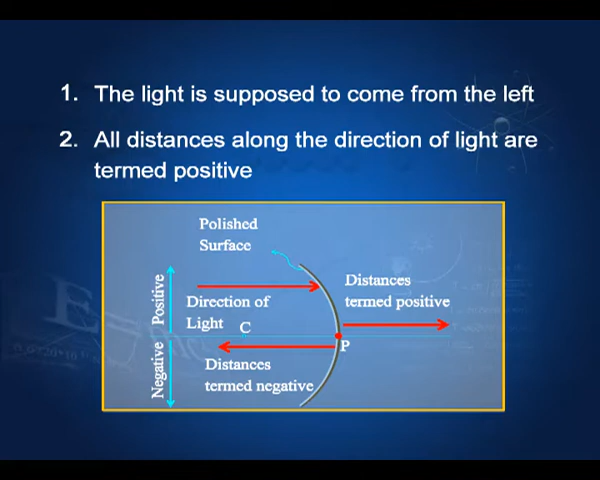 1. The light is supposed to come from the left
2. All distances along the direction of light are
termed positive
Polished
Surface
Positive
Negative
Direction of
Light
C
Distances
termed positive
P
Distances
termed negative